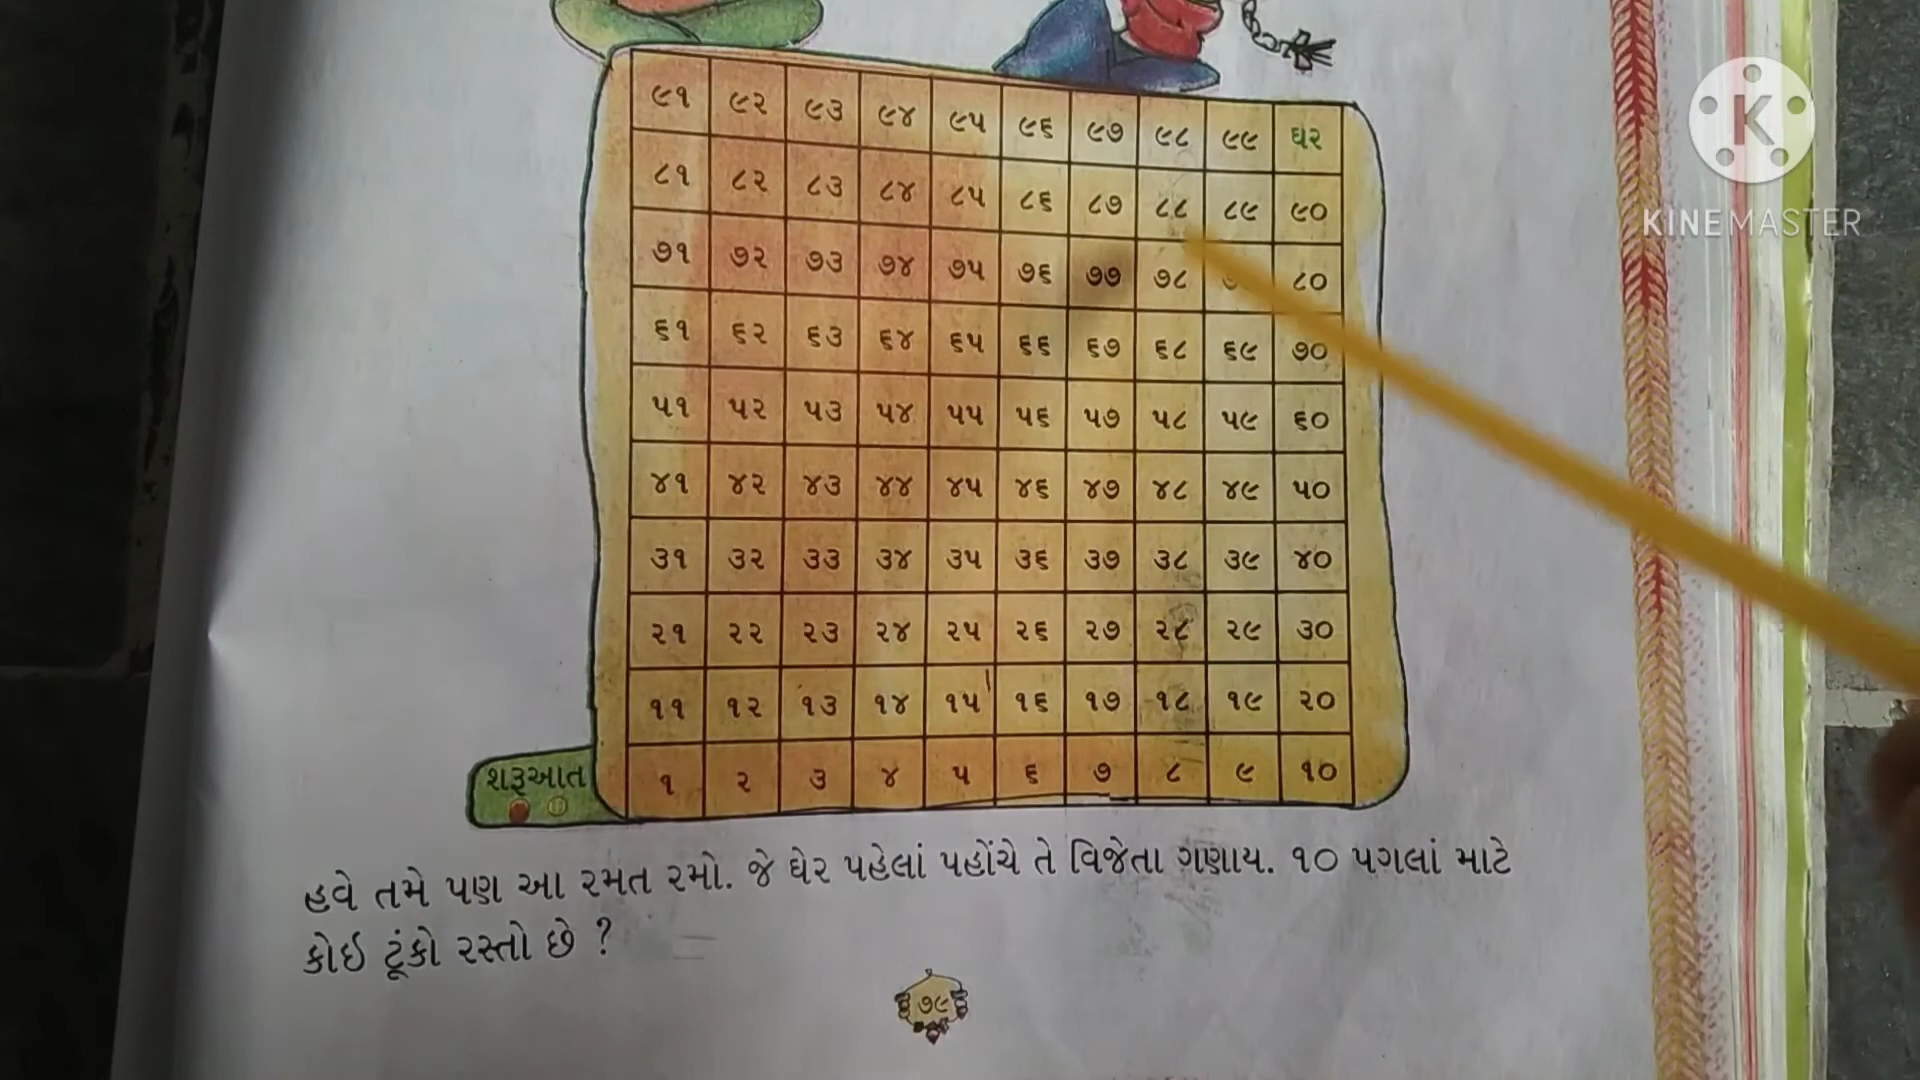 ૯૧ ૯૨ ૯૩ ૯૪ ૯૫ ૯૬ ૯૭ ૯૮ ૯૯ ઘર
૮૧ ૮૨ ૮૩ ૮૪ ૮૫ ૮૬ ૮૭ ૮૮ ૮૯ ૯૦
૭૧ ૭૨ ૭૩ ૭૪ ૭૫ ૭૬ ૭૭ ૭૮ ૮૦
૬૧ ૬૨ ૬૩ ૬૪ ૬૫ ૬૬ ૬૭ ૬૮ ૬૯ ૭૦
૫૧ ૫૨ ૫૩ ૫૪ ૫૫ ૫૬ ૫૭ ૫૮ ૫૯ ૬૦
૪૧ ૪૨ ૪૩ ૪૪ ૪૫ ૪૬ ૪૭ ૪૮ ૪૯ ૫૦
૩૧ ૩૨ ૩૩ ૩૪ ૩૫ ૩૬ ૩૭ ૩૮ ૩૯ ૪૦
૨૧ ૨૨ ૨૩ ૨૪ ૨૫ ૨૬ ૨૭ ૨૮ ૨૯ ૩૦
૧૧ ૧૨ ૧૩ ૧૪ ૧૫ ૧૬ ૧૭ ૧૮ ૧૯ ૨૦
શરૂઆત ૧ ૨ ૩ ૪ ૫ ૬ ૭ ૮ ૯ ૧૦
હવે તમે પણ આ રમત રમો. જે ઘેર પહેલાં પહોંચે તે વિજેતા ગણાય. ૧૦ પગલાં માટે
કોઈ ટૂંકો રસ્તો છે ?
૭૯
K
KINEMASTER